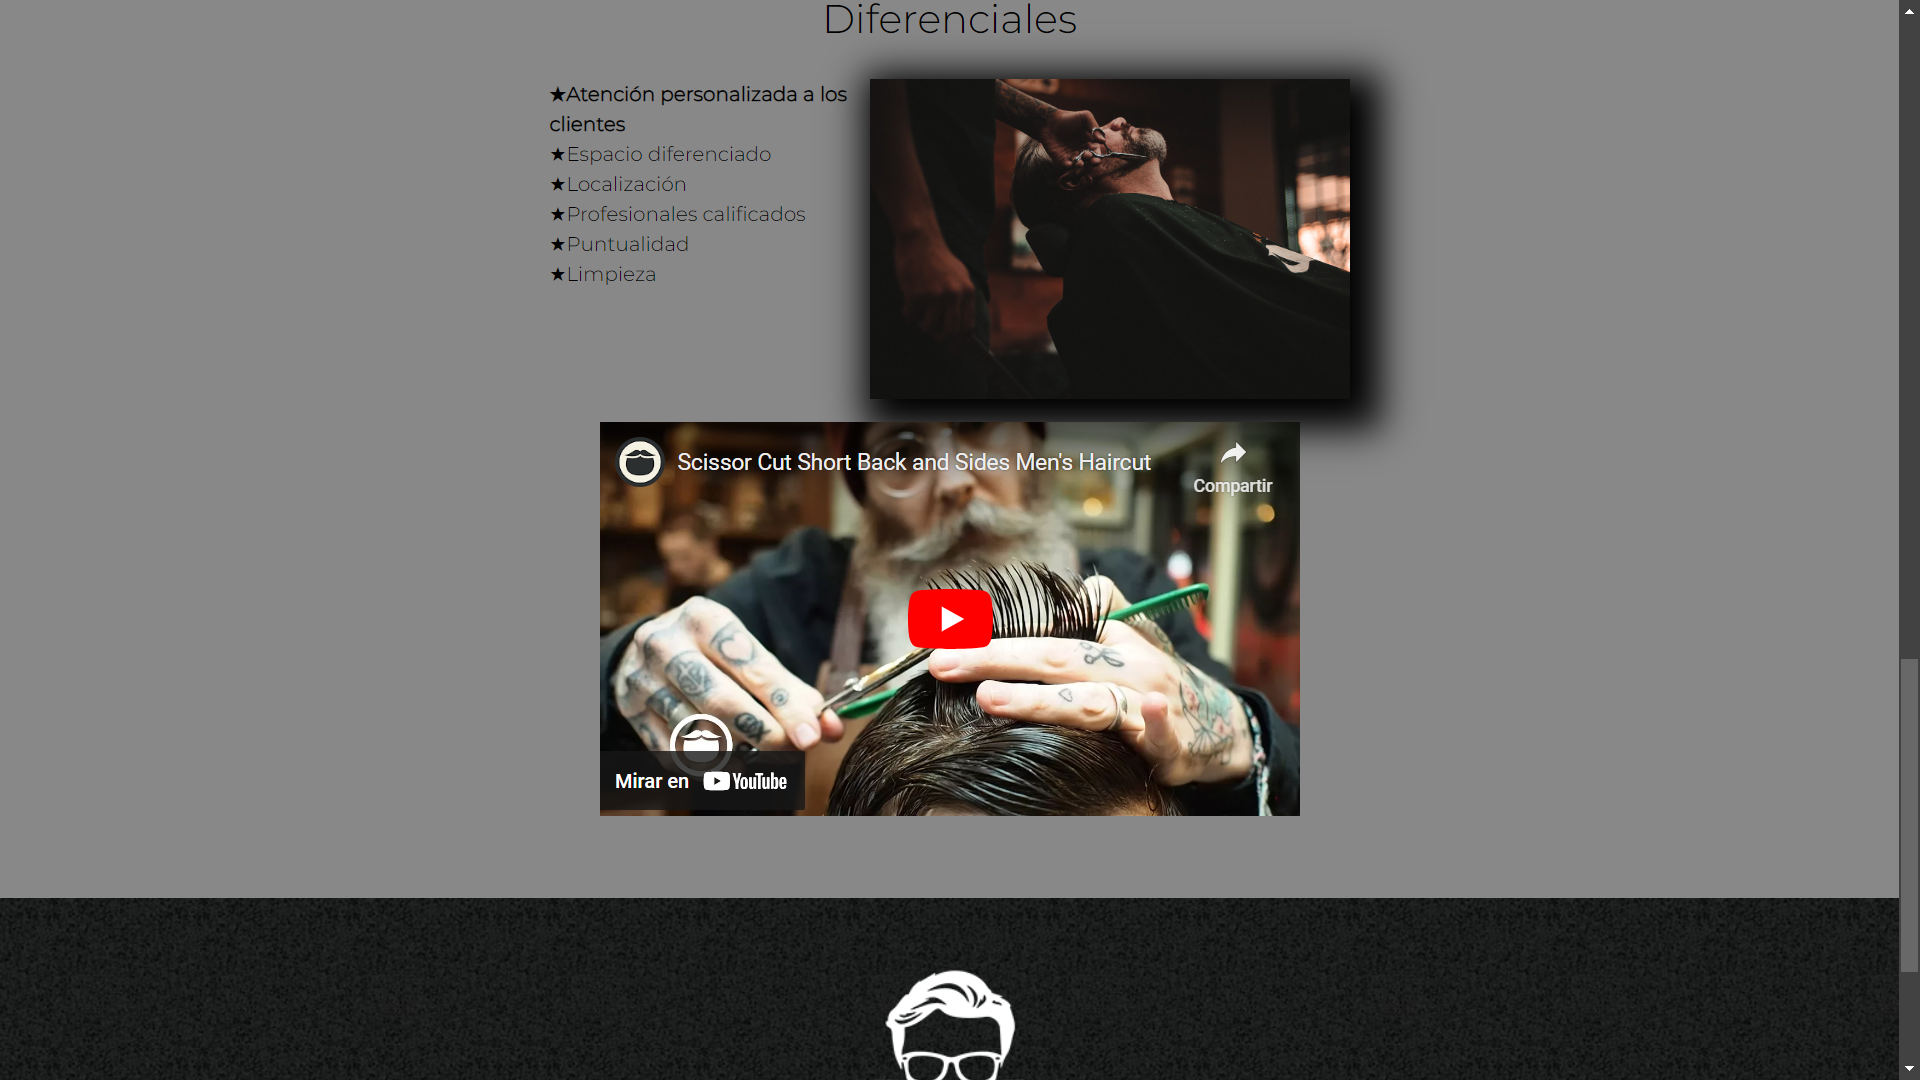 Diferenciales
★Atención personalizada a los
clientes
★Espacio diferenciado
★Localización
★Profesionales calificados
★Puntualidad
★Limpieza
Scissor Cut Short Back and Sides Men's Haircut
Compartir
Mirar en YouTube